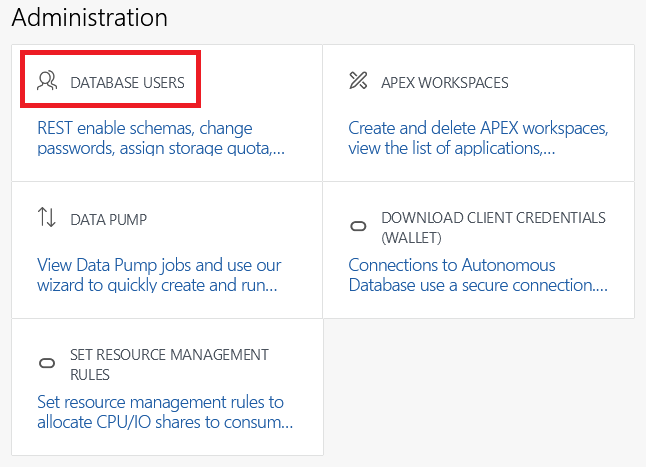 Administration
DATABASE USERS
REST enable schemas, change
passwords, assign storage quota,...
APEX WORKSPACES
Create and delete APEX workspaces,
view the list of applications,...
DATA PUMP
View Data Pump jobs and use our
wizard to quickly create and run...
DOWNLOAD CLIENT CREDENTIALS
(WALLET)
Connections to Autonomous
Database use a secure connection....
SET RESOURCE MANAGEMENT
RULES
Set resource management rules to
allocate CPU/IO shares to consum...